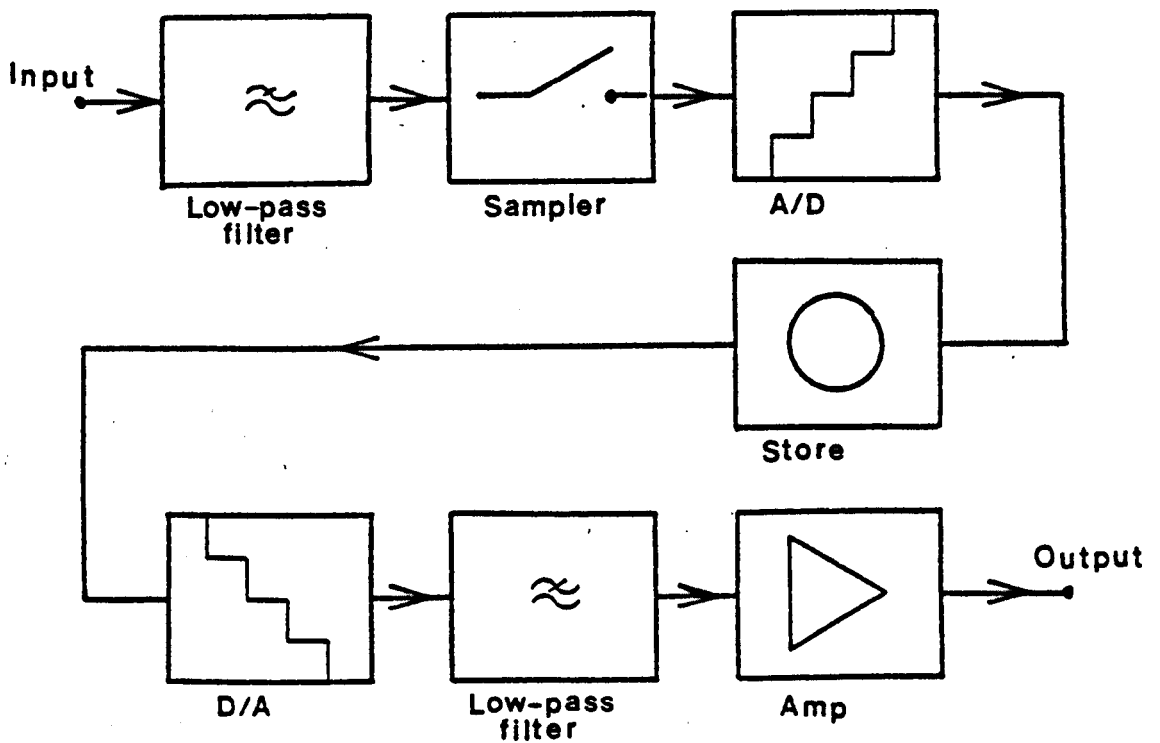 Input
Low-pass
filter
Sampler
A/D
Store
D/A
Low-pass
filter
Amp
Output